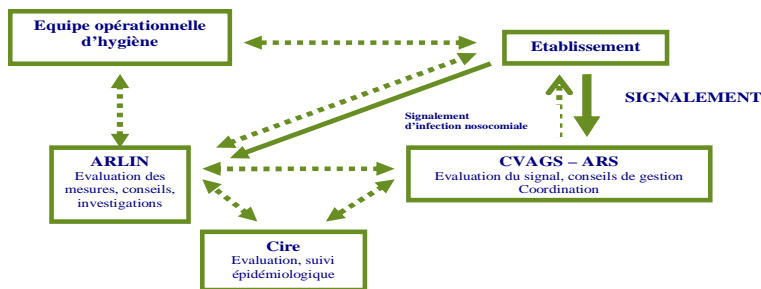 Equipe opérationnelle
d'hygiène
Etablissement
SIGNALEMENT
Signalement
d'infection nosocomiale
ARLIN
Evaluation des
mesures, conseils,
investigations
CVAGS – ARS
Evaluation du signal, conseils de gestion
Coordination
Cire
Evaluation, suivi
épidémiologique